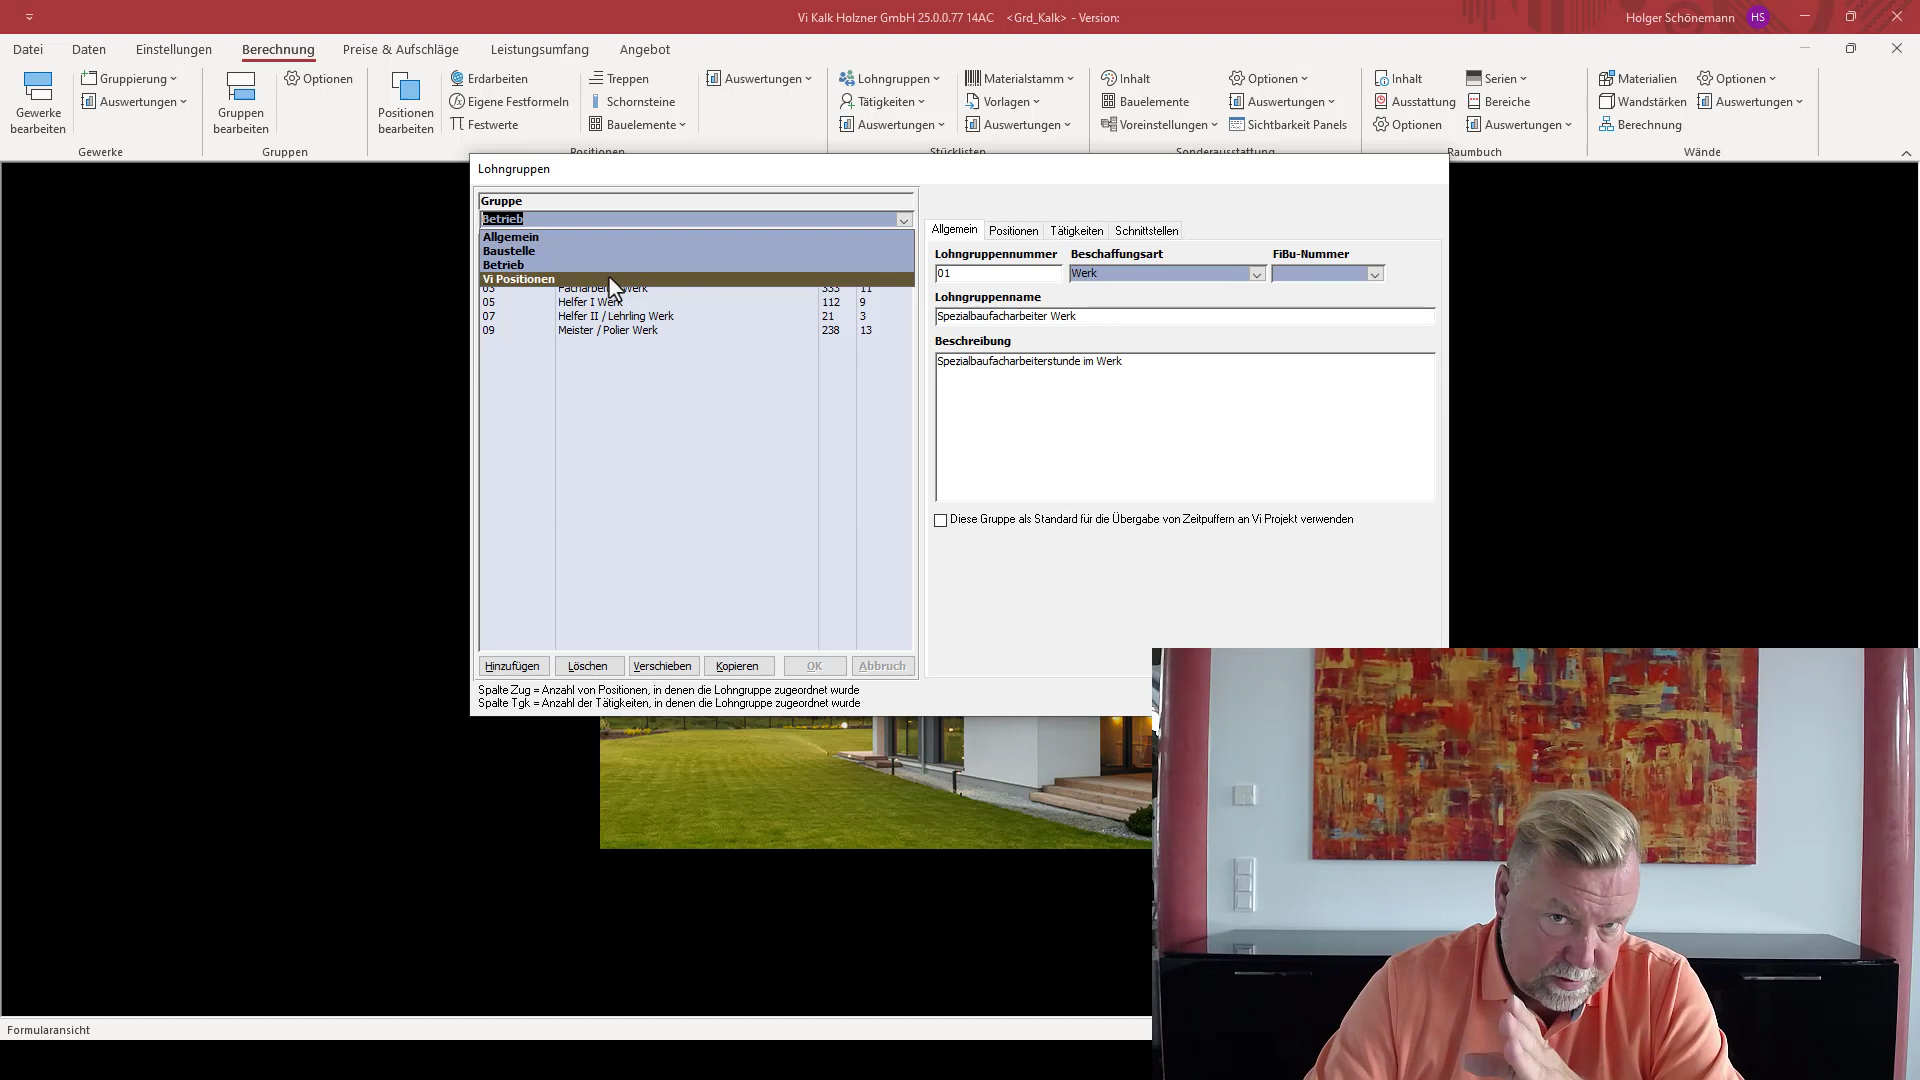 Vi Kalk Holzner GmbH 25.0.0.77 14AC <Grd_Kalk> - Version:
Holger Schönemann HS
Datei Daten Einstellungen Berechnung Preise & Aufschläge Leistungsumfang Angebot
Gewerke bearbeiten
Gruppierung
Auswertungen
Gewerke
Gruppen bearbeiten
Optionen
Gruppen
Positionen bearbeiten
Erdarbeiten
Eigene Festformeln
Festwerte
Treppen
Schornsteine
Bauelemente
Auswertungen
Positionen
Lohngruppen
Tätigkeiten
Auswertungen
Materialstamm
Vorlagen
Auswertungen
Stücklisten
Inhalt
Bauelemente
Voreinstellungen
Optionen
Auswertungen
Sichtbarkeit Panels
Sonderausstattung
Inhalt
Ausstattung
Optionen
Serien
Bereiche
Auswertungen
Raumbuch
Materialien
Wandstärken
Berechnung
Optionen
Auswertungen
Wände
Lohngruppen
Gruppe
Betrieb
Allgemein
Baustelle
Betrieb
Vi Positionen
03 Facharbeiter Werk 333 11
05 Helfer I Werk 112 9
07 Helfer II / Lehrling Werk 21 3
09 Meister / Polier Werk 238 13
Hinzufügen Löschen Verschieben Kopieren OK Abbruch
Spalte Zug = Anzahl von Positionen, in denen die Lohngruppe zugeordnet wurde
Spalte Tgk = Anzahl der Tätigkeiten, in denen die Lohngruppe zugeordnet wurde
Allgemein Positionen Tätigkeiten Schnittstellen
Lohngruppennummer Beschaffungsart FiBu-Nummer
01 Werk
Lohngruppenname
Spezialbaufacharbeiter Werk
Beschreibung
Spezialbaufacharbeiterstunde im Werk
Diese Gruppe als Standard für die Übergabe von Zeitpuffern an Vi Projekt verwenden
Formularansicht